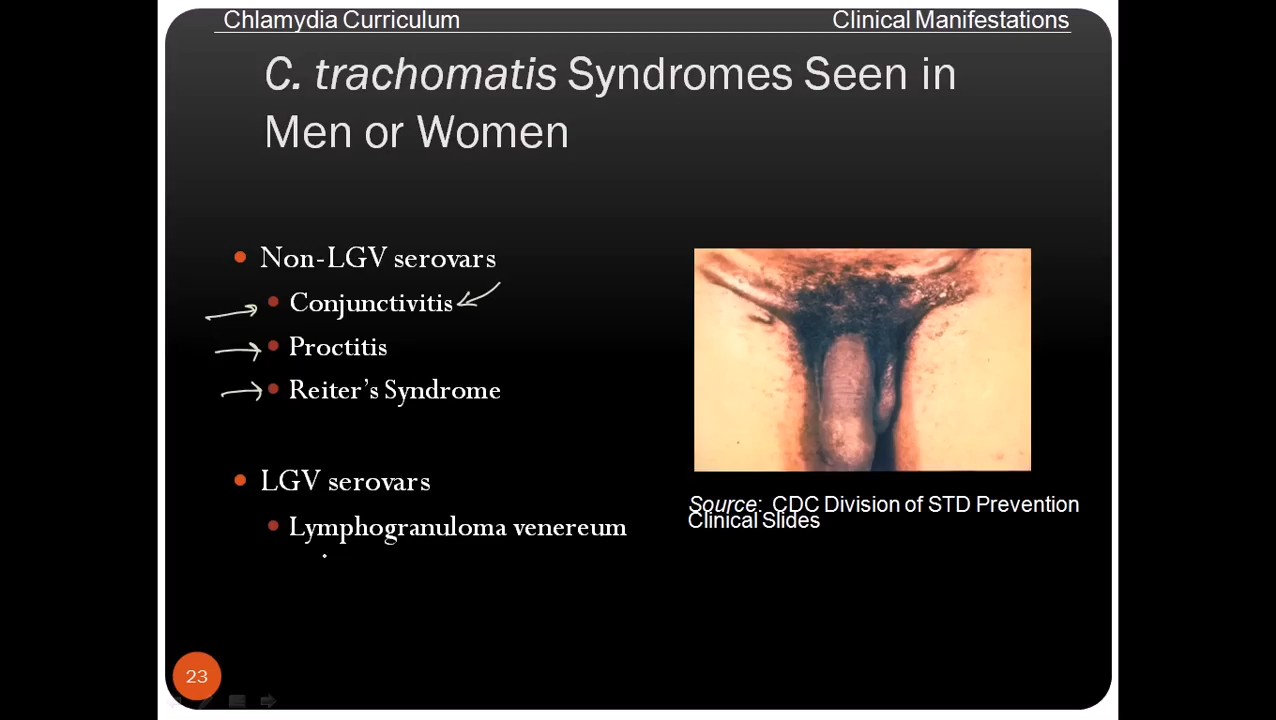 Chlamydia Curriculum
Clinical Manifestations
C. trachomatis Syndromes Seen in
Men or Women
Non-LGV serovars
Conjunctivitis
Proctitis
Reiter's Syndrome
LGV serovars
Lymphogranuloma venereum
Source: CDC Division of STD Prevention
Clinical Slides
23